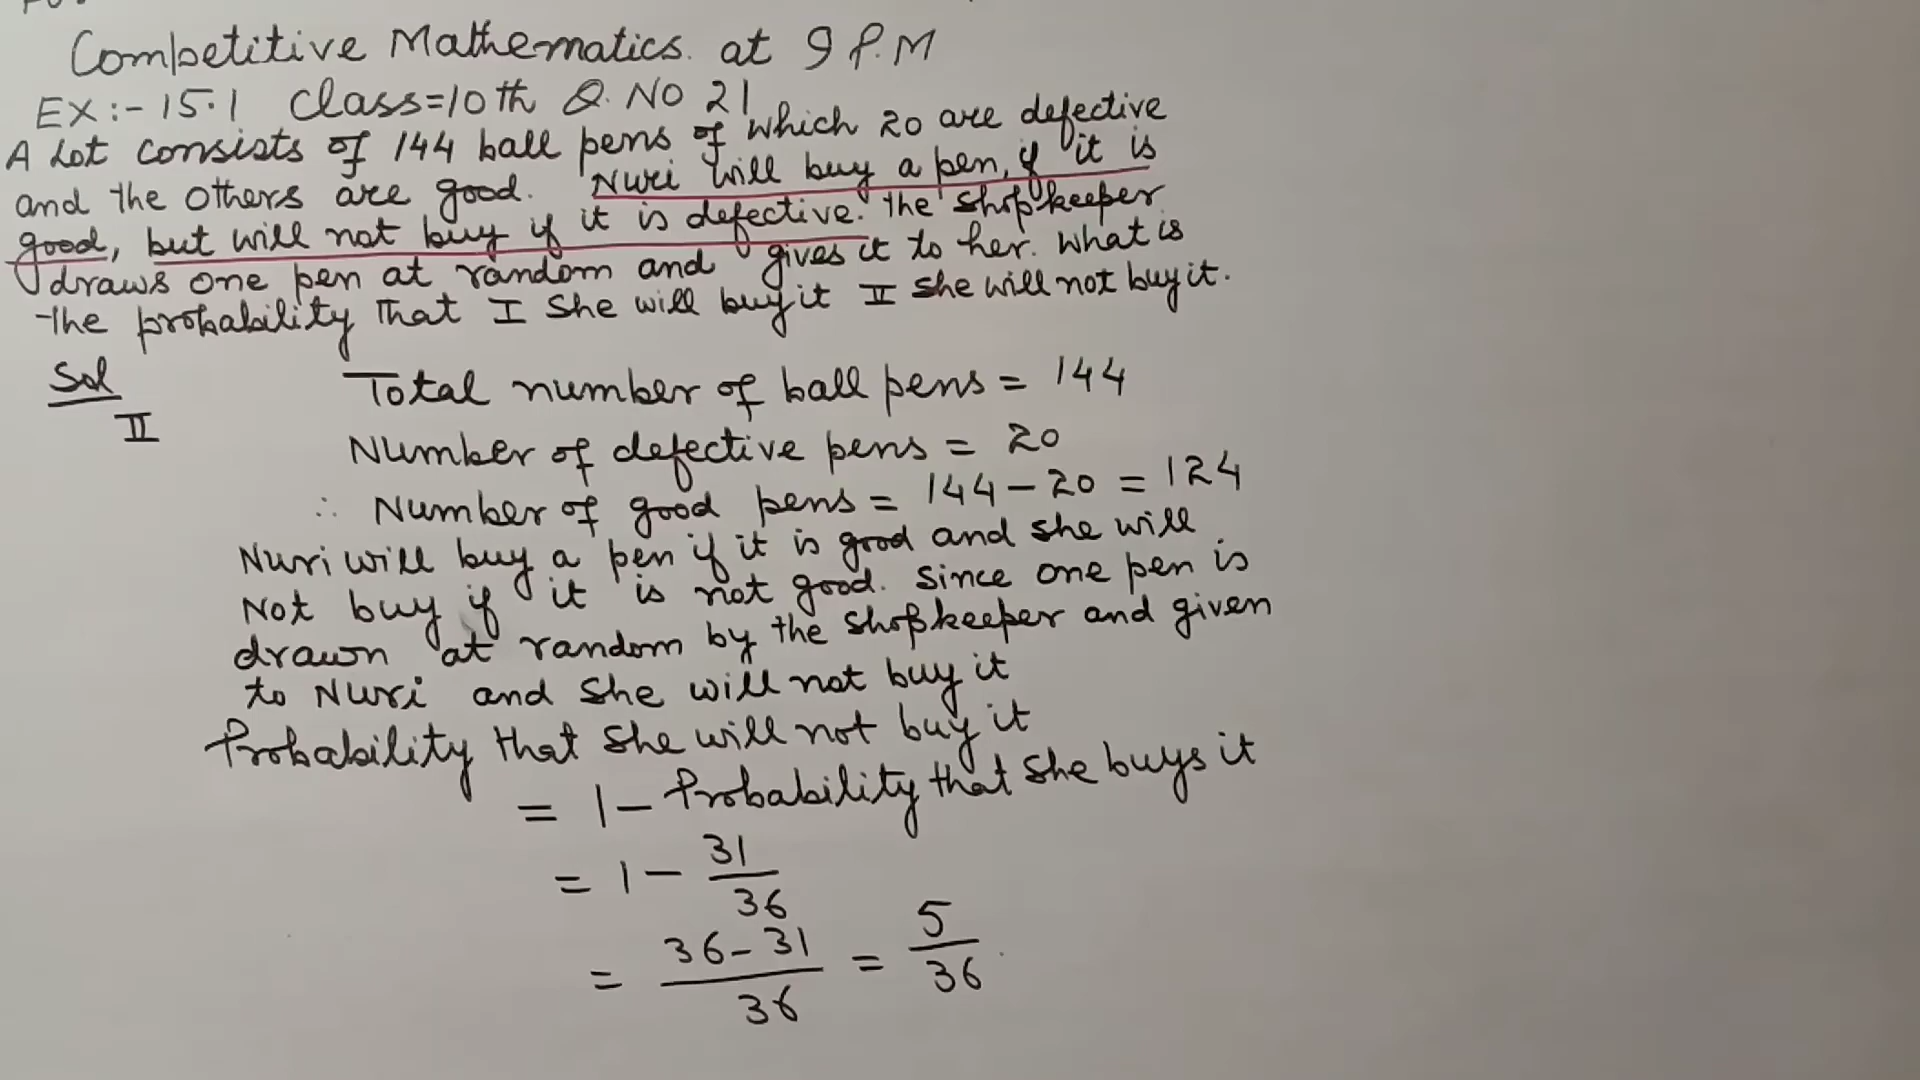 Competitive Mathematics. at 9 P.M
EX:- 15.1 Class=10th Q. NO 21
A Lot consists of 144 ball pens of which 20 are defective
and the others are good. Nuri will buy a pen, if it is
good, but will not buy if it is defective. the shopkeeper
draws one pen at random and gives it to her. What is
the probability that I She will buy it II she will not buy it.
Sol
II
Total number of ball pens = 144
Number of defective pens = 20
∴ Number of good pens = 144 - 20 = 124
Nuri will buy a pen if it is good and she will
Not buy if it is not good. Since one pen is
drawn at random by the shopkeeper and given
to Nuri and She will not buy it
Probability that She will not buy it
= 1 - Probability that She buys it
= 1 - 31/36
= 36-31/36 = 5/36